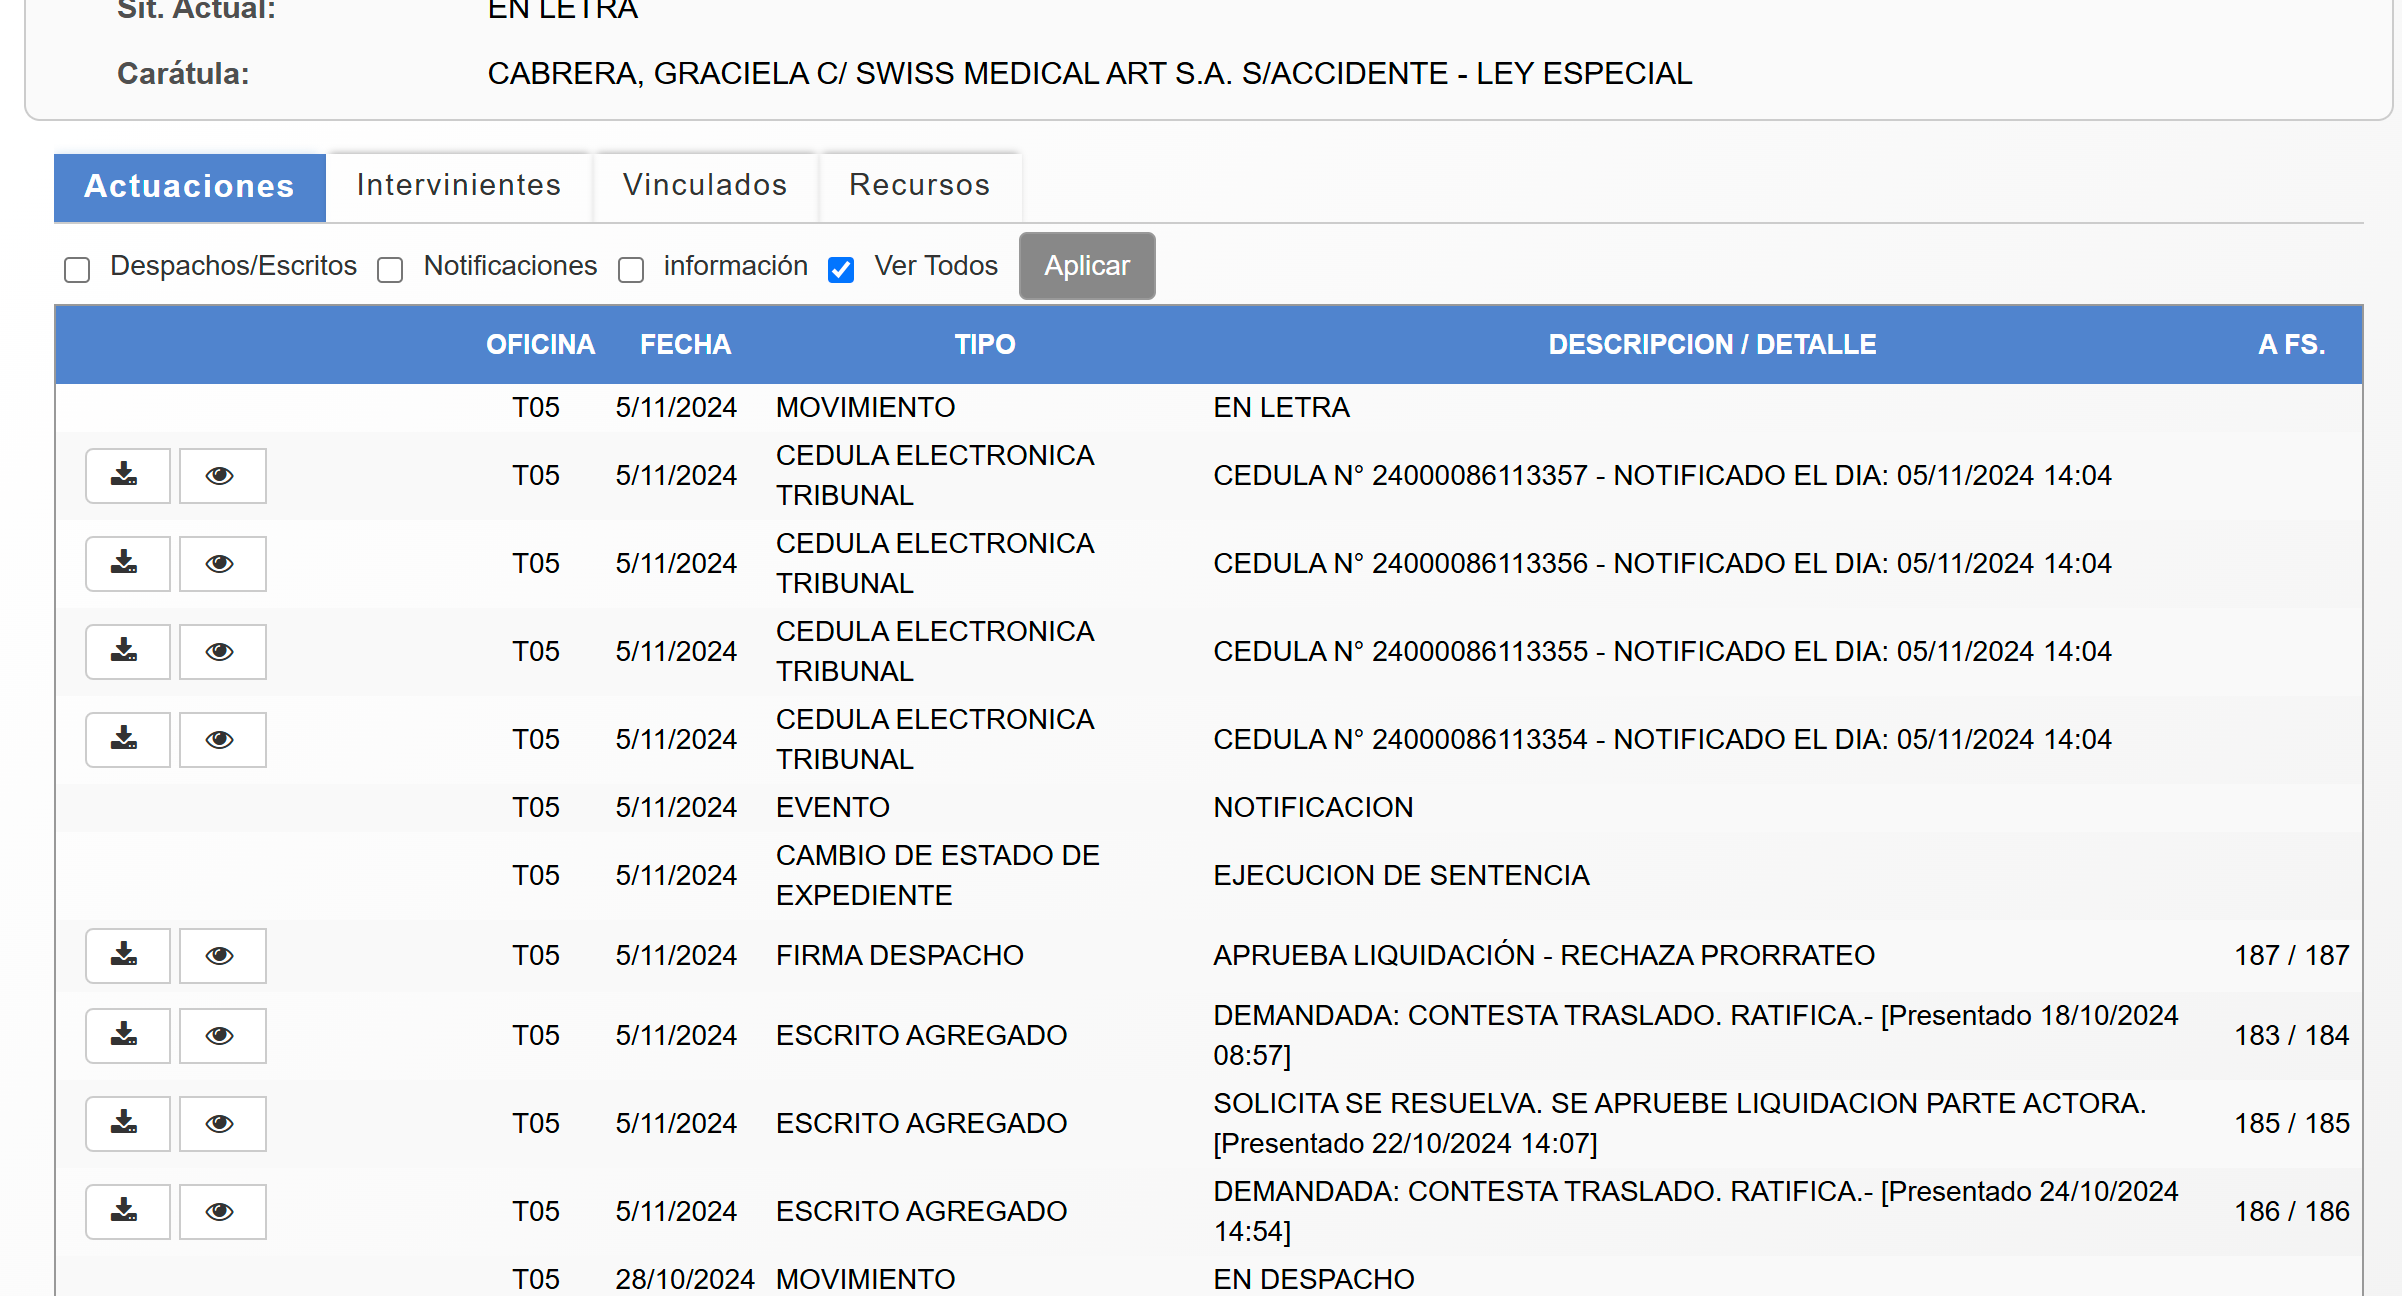 Sit. Actual: EN LETRA
Carátula: CABRERA, GRACIELA C/ SWISS MEDICAL ART S.A. S/ACCIDENTE - LEY ESPECIAL
Actuaciones Intervinientes Vinculados Recursos
Despachos/Escritos Notificaciones información Ver Todos Aplicar
OFICINA FECHA TIPO DESCRIPCION / DETALLE A FS.
T05 5/11/2024 MOVIMIENTO EN LETRA
T05 5/11/2024 CEDULA ELECTRONICA TRIBUNAL CEDULA N° 24000086113357 - NOTIFICADO EL DIA: 05/11/2024 14:04
T05 5/11/2024 CEDULA ELECTRONICA TRIBUNAL CEDULA N° 24000086113356 - NOTIFICADO EL DIA: 05/11/2024 14:04
T05 5/11/2024 CEDULA ELECTRONICA TRIBUNAL CEDULA N° 24000086113355 - NOTIFICADO EL DIA: 05/11/2024 14:04
T05 5/11/2024 CEDULA ELECTRONICA TRIBUNAL CEDULA N° 24000086113354 - NOTIFICADO EL DIA: 05/11/2024 14:04
T05 5/11/2024 EVENTO NOTIFICACION
T05 5/11/2024 CAMBIO DE ESTADO DE EXPEDIENTE EJECUCION DE SENTENCIA
T05 5/11/2024 FIRMA DESPACHO APRUEBA LIQUIDACIÓN - RECHAZA PRORRATEO 187 / 187
T05 5/11/2024 ESCRITO AGREGADO DEMANDADA: CONTESTA TRASLADO. RATIFICA.- [Presentado 18/10/2024 08:57] 183 / 184
T05 5/11/2024 ESCRITO AGREGADO SOLICITA SE RESUELVA. SE APRUEBE LIQUIDACION PARTE ACTORA. [Presentado 22/10/2024 14:07] 185 / 185
T05 5/11/2024 ESCRITO AGREGADO DEMANDADA: CONTESTA TRASLADO. RATIFICA.- [Presentado 24/10/2024 14:54] 186 / 186
T05 28/10/2024 MOVIMIENTO EN DESPACHO